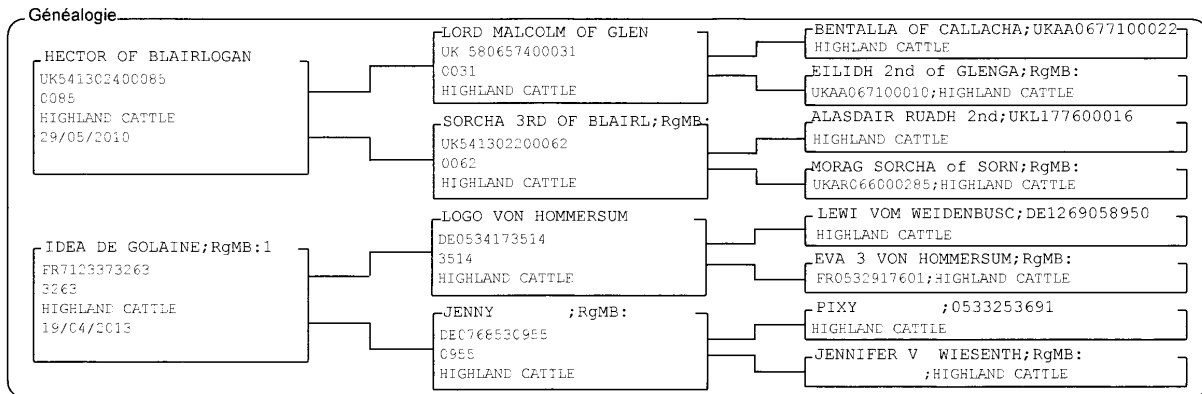 Généalogie
HECTOR OF BLAIRLOGAN
UK541302400085
0085
HIGHLAND CATTLE
29/05/2010
IDEA DE GOLAINE;RgMB:1
FR7123373263
3263
HIGHLAND CATTLE
19/04/2013
LORD MALCOLM OF GLEN
UK 580657400031
0031
HIGHLAND CATTLE
SORCHA 3RD OF BLAIRL;RgMB:
UK541302200062
0062
HIGHLAND CATTLE
LOGO VON HOMMERSUM
DE0534173514
3514
HIGHLAND CATTLE
JENNY ;RgMB:
DE0768530955
0955
HIGHLAND CATTLE
BENTALLA OF CALLACHA;UKAA0677100022
HIGHLAND CATTLE
EILIDH 2nd of GLENGA;RgMB:
UKAA067100010;HIGHLAND CATTLE
ALASDAIR RUADH 2nd;UKL177600016
HIGHLAND CATTLE
MORAG SORCHA of SORN;RgMB:
UKAR066000285;HIGHLAND CATTLE
LEWI VOM WEIDENBUSC;DE1269058950
HIGHLAND CATTLE
EVA 3 VON HOMMERSUM;RgMB:
FR0532917601;HIGHLAND CATTLE
PIXY ;0533253691
HIGHLAND CATTLE
JENNIFER V WIESENTH;RgMB:
;HIGHLAND CATTLE